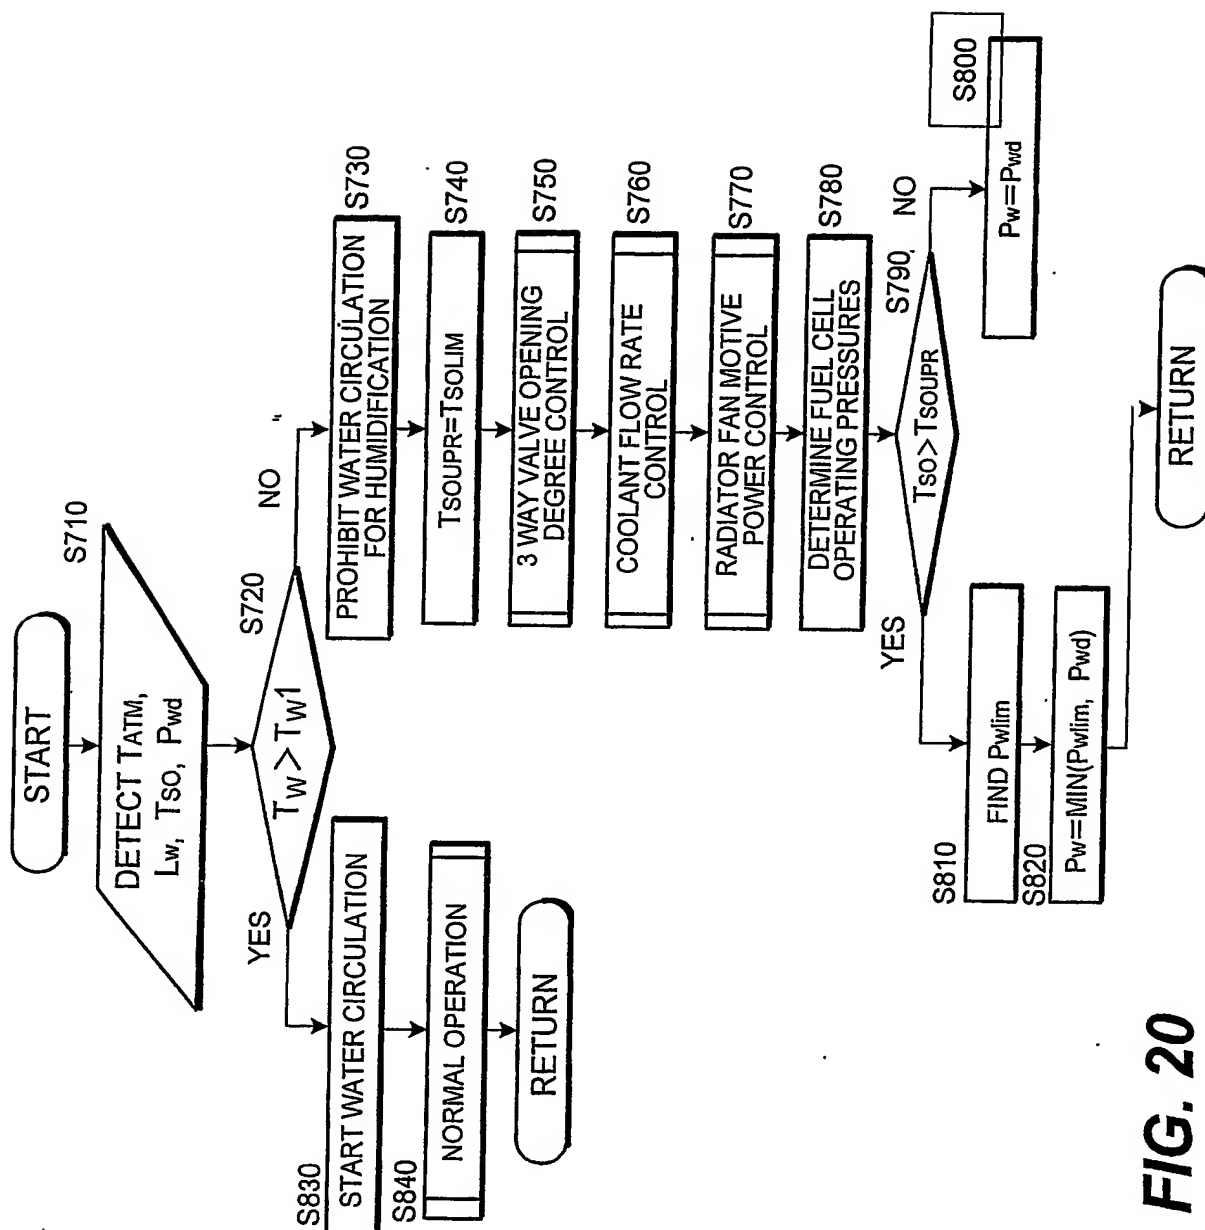 START
S710
DETECT TATM,
Lw, Tso, Pwd
S720
Tw > Tw1
YES
NO
S830
START WATER CIRCULATION
S840
NORMAL OPERATION
RETURN
S730
PROHIBIT WATER CIRCULATION
FOR HUMIDIFICATION
S740
TSOUPR=TSOLIM
S750
3 WAY VALVE OPENING
DEGREE CONTROL
S760
COOLANT FLOW RATE
CONTROL
S770
RADIATOR FAN MOTIVE
POWER CONTROL
S780
DETERMINE FUEL CELL
OPERATING PRESSURES
S790
Tso > TSOUPR
YES
NO
S800
Pw=Pwd
S810
FIND Pwlim
S820
Pw=MIN(Pwlim, Pwd)
RETURN
FIG. 20